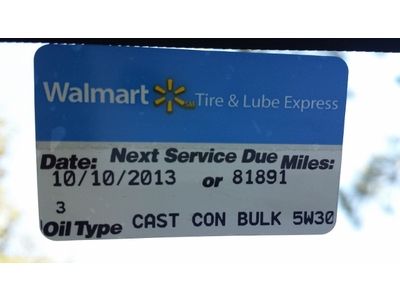 Walmart SM Tire & Lube Express
Date: Next Service Due Miles:
10/10/2013 or 81891
3
Oil Type CAST CON BULK 5W30